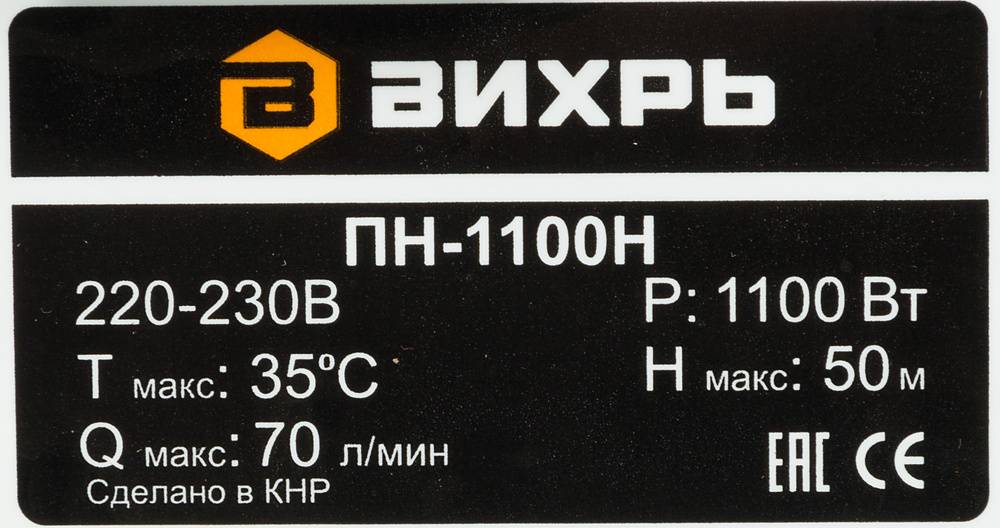 В ВИХРЬ
ПН-1100Н
220-230В P: 1100 Вт
T макс: 35ºC H макс: 50 м
Q макс: 70 л/мин
Сделано в КНР EAC CE